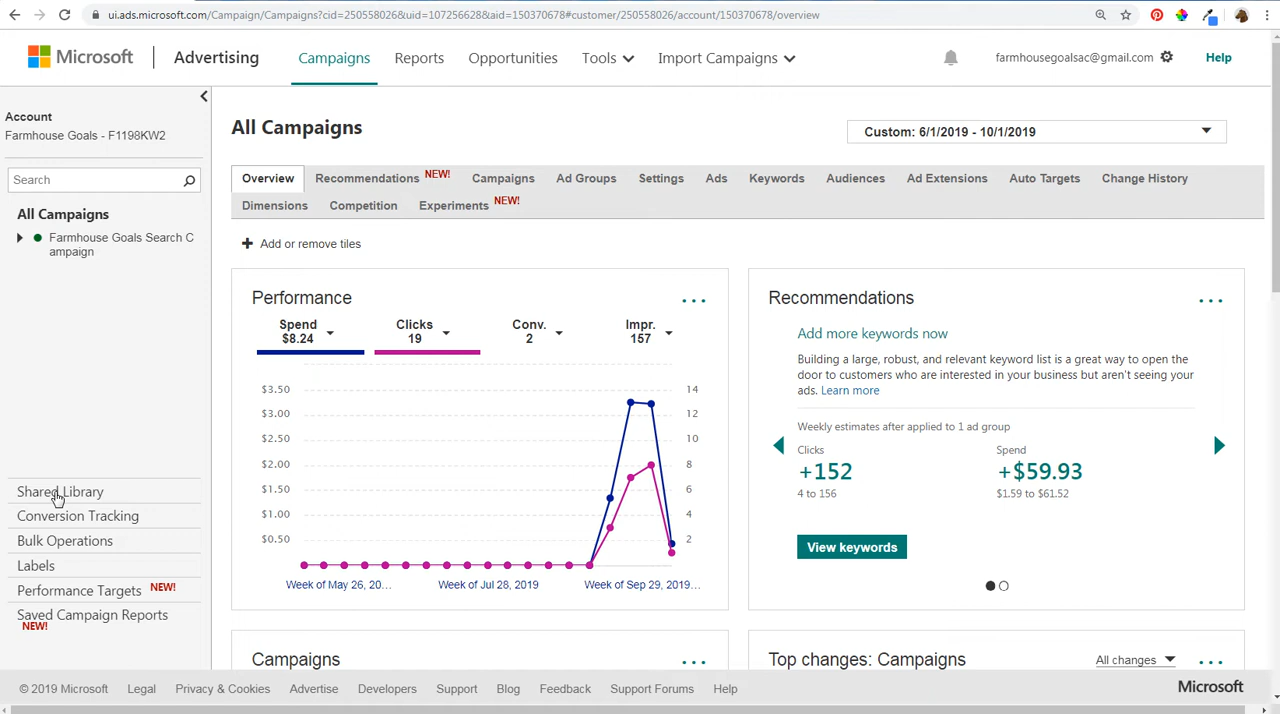 ui.ads.microsoft.com/Campaign/Campaigns?cid=250558026&uid=10725662&aid=150370678#customer/250558026/account/150370678/overview
Microsoft
Advertising
Campaigns
Reports
Opportunities
Tools
Import Campaigns
farmhousegoalsac@gmail.com
Help
Account
Farmhouse Goals - F1198KW2
Search
All Campaigns
Farmhouse Goals Search C
ampaign
Shared Library
Conversion Tracking
Bulk Operations
Labels
Performance Targets NEW!
Saved Campaign Reports
NEW!
All Campaigns
Custom: 6/1/2019 - 10/1/2019
Overview Recommendations NEW! Campaigns Ad Groups Settings Ads Keywords Audiences Ad Extensions Auto Targets Change History
Dimensions Competition Experiments NEW!
Add or remove tiles
Performance
Spend Clicks Conv. Impr.
$8.24 19 2 157
$3.50 14
$3.00 12
$2.50 10
$2.00 8
$1.50 6
$1.00 4
$0.50 2
Week of May 26, 20... Week of Jul 28, 2019 Week of Sep 29, 2019...
Recommendations
Add more keywords now
Building a large, robust, and relevant keyword list is a great way to open the
door to customers who are interested in your business but aren't seeing your
ads. Learn more
Weekly estimates after applied to 1 ad group
Clicks Spend
+152 +$59.93
4 to 156 $1.59 to $61.52
View keywords
Campaigns
Top changes: Campaigns
All changes
© 2019 Microsoft Legal Privacy & Cookies Advertise Developers Support Blog Feedback Support Forums Help
Microsoft